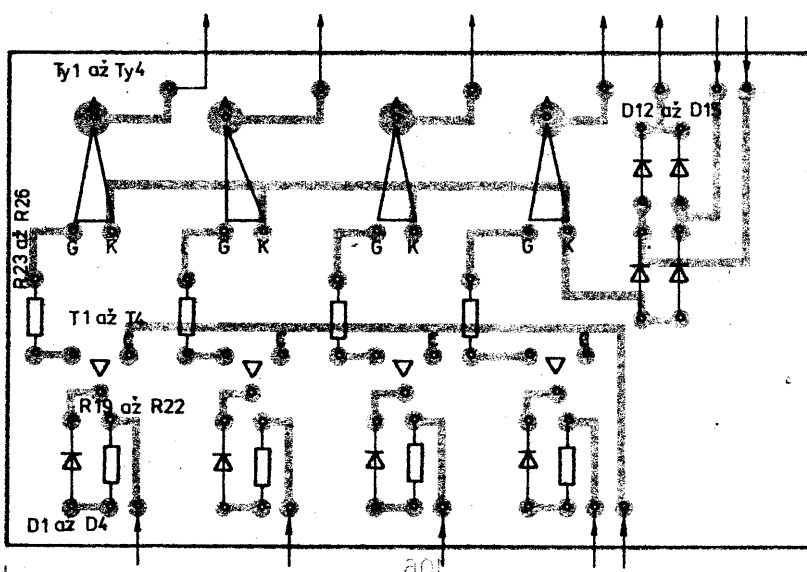 Ty1 až Ty4
D12 až D15
R23 až R26
G K G K G K G K
T1 až T4
E E E E
R19 až R22
D1 až D4